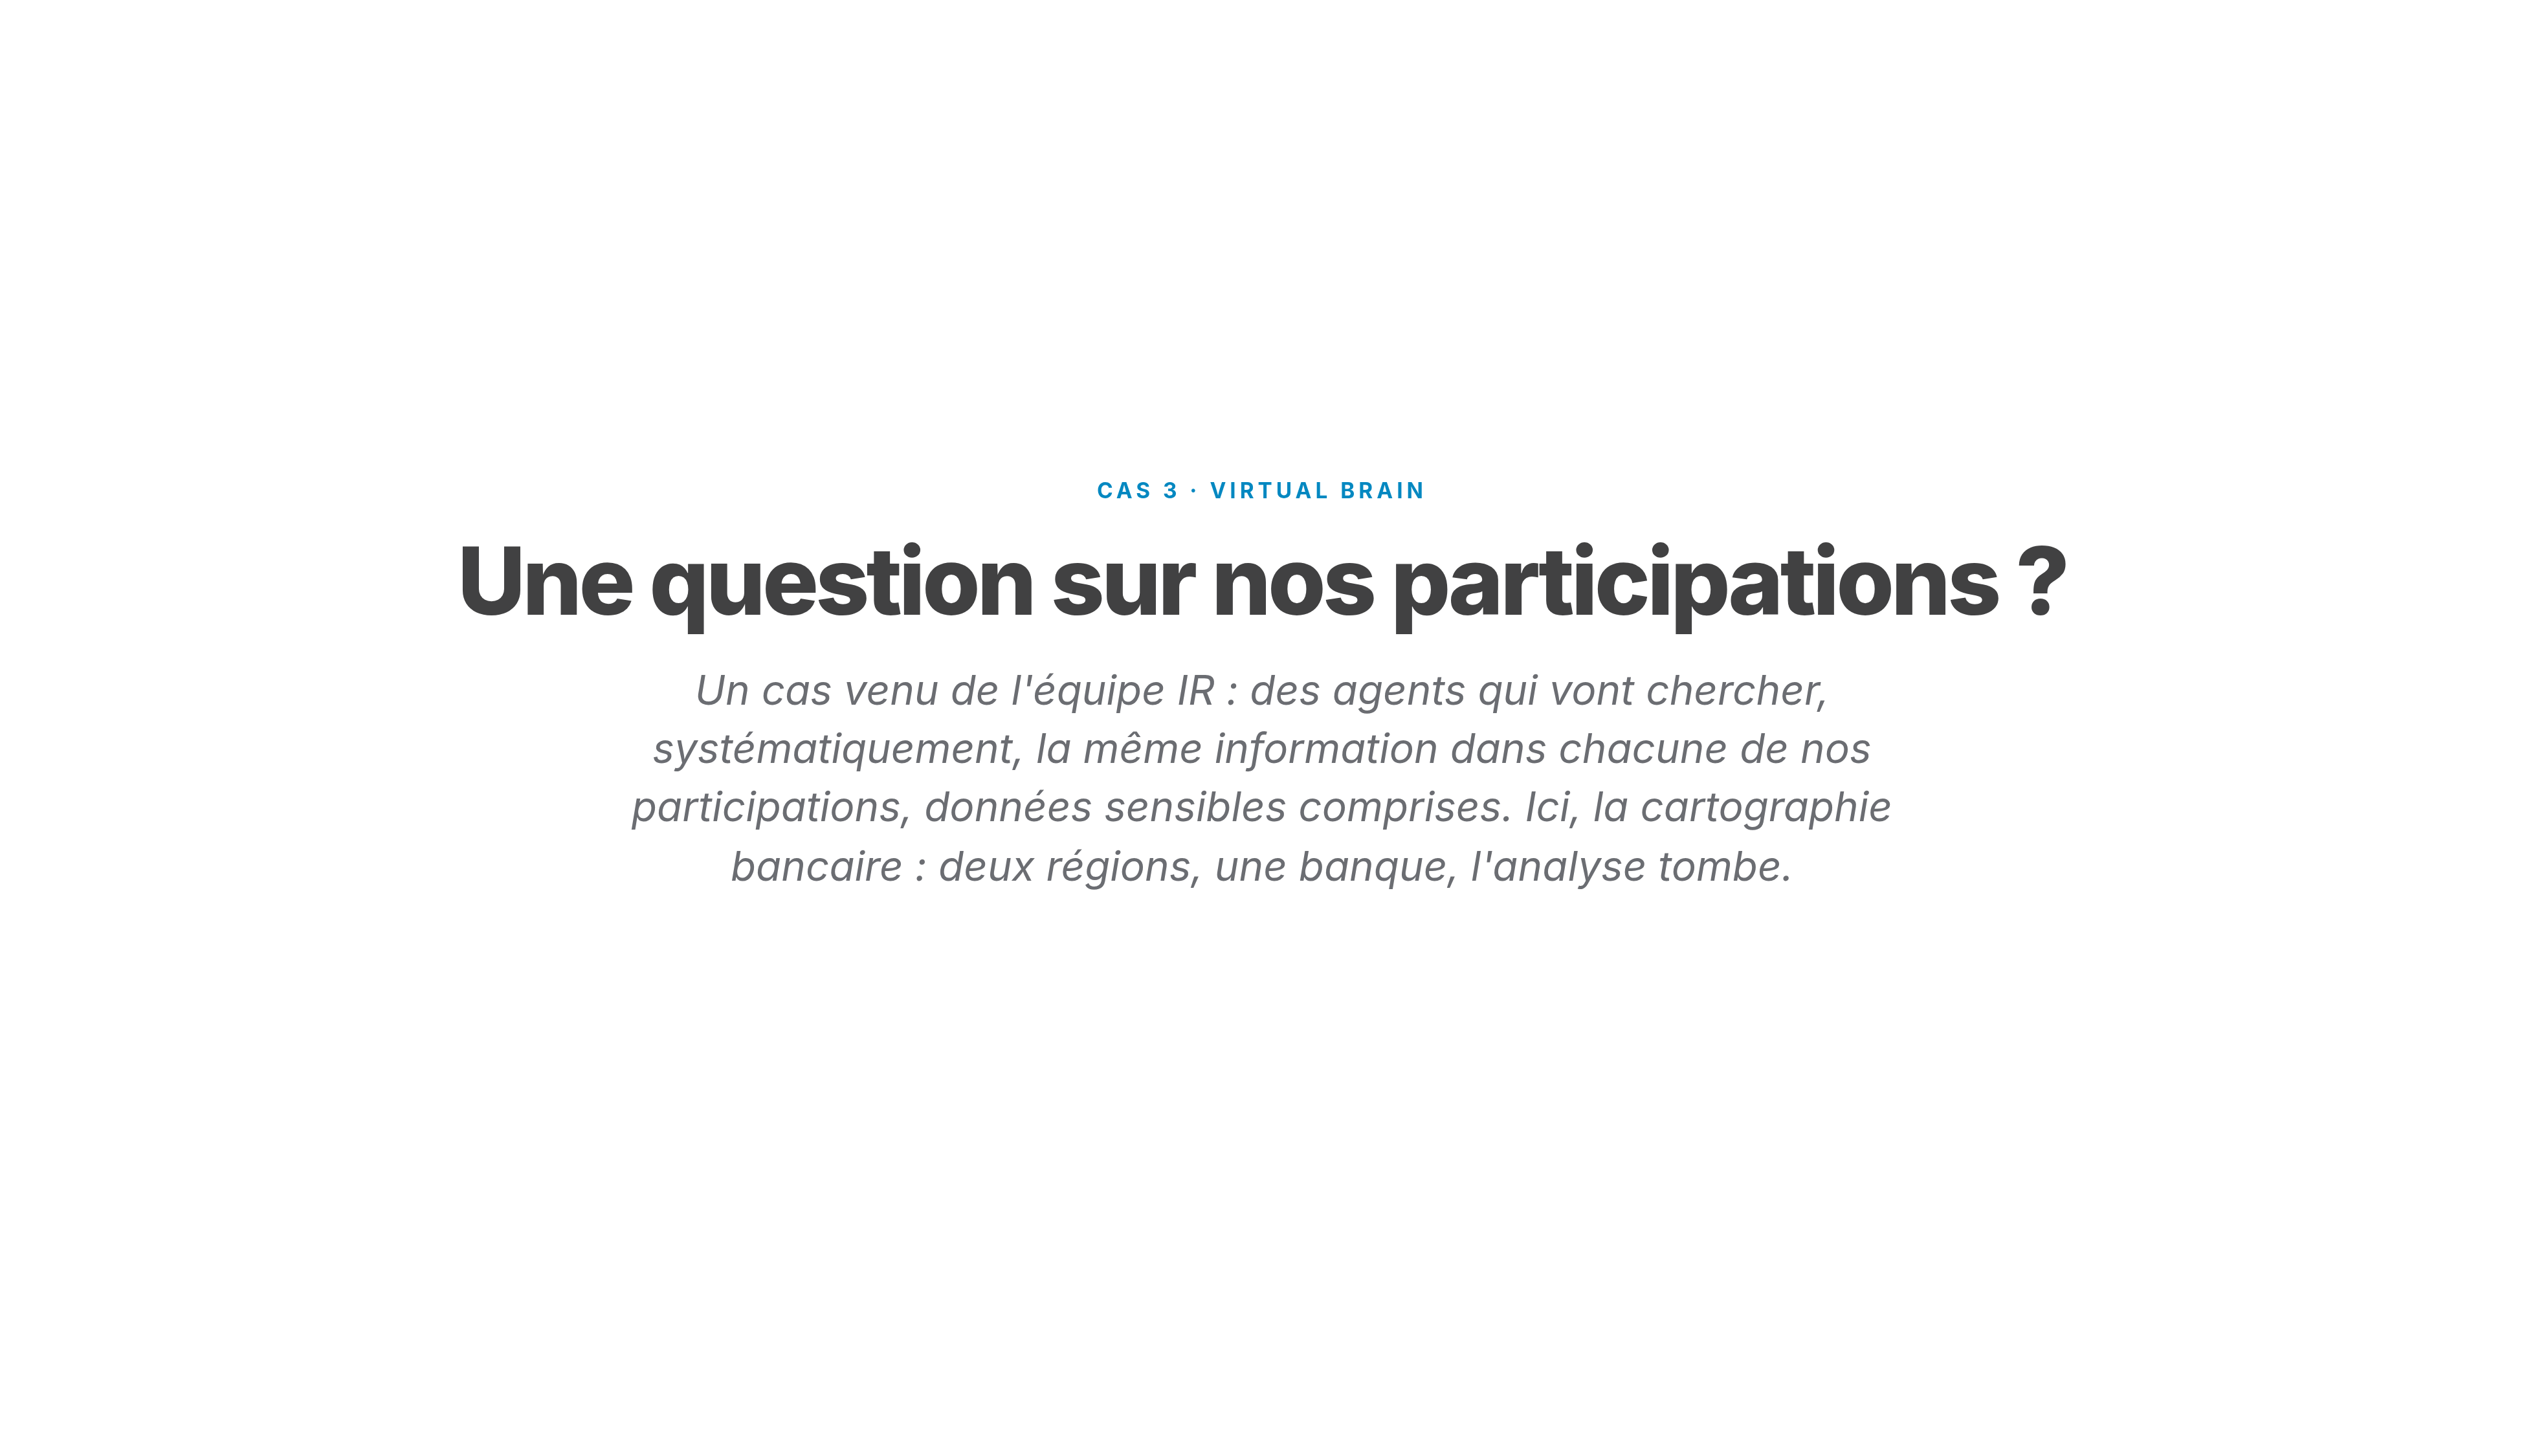 CAS 3 · VIRTUAL BRAIN
Une question sur nos participations ?
Un cas venu de l'équipe IR : des agents qui vont chercher,
systématiquement, la même information dans chacune de nos
participations, données sensibles comprises. Ici, la cartographie
bancaire : deux régions, une banque, l'analyse tombe.